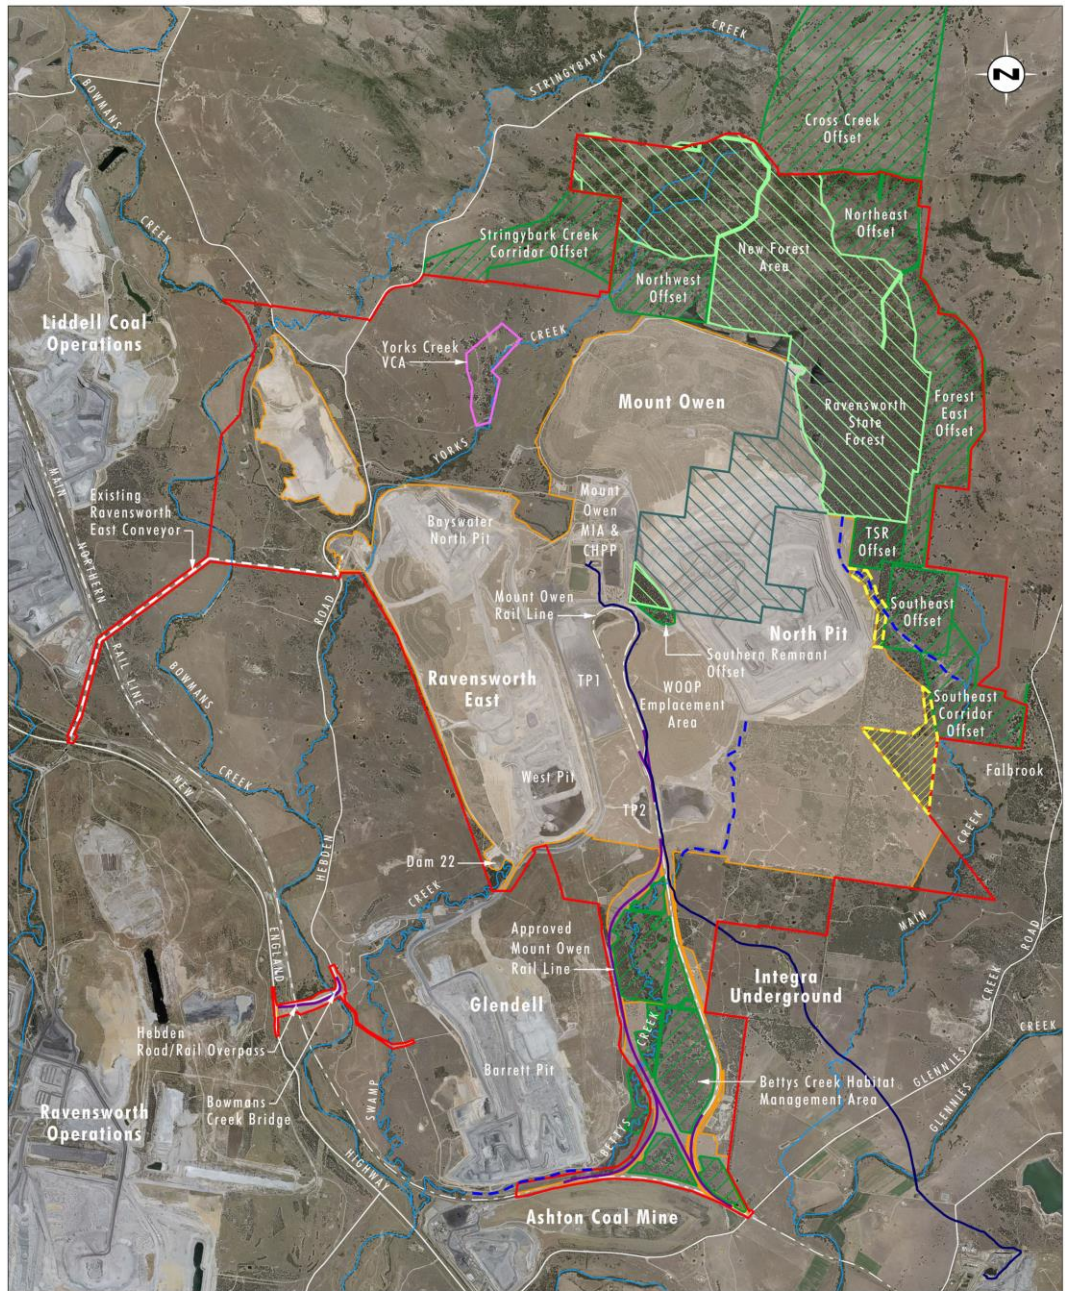 CREEK
STRINGYBARK
BOWMANS
CREEK
N
Cross Creek
Offset
Northeast
Offset
Stringybark Creek
Corridor Offset
New Forest
Area
Northwest
Offset
Liddell Coal
Operations
Yorks Creek
VCA
CREEK
YORKS
Mount Owen
Ravensworth
State
Forest
Forest
East
Offset
MAIN
NORTHERN
RAIL LINE
Existing
Ravensworth
East Conveyor
Bayswater
North Pit
Mount
Owen
MIA &
CHPP
TSR
Offset
Mount Owen
Rail Line
Southeast
Offset
ROAD
HEBDEN
North Pit
Southern Remnant
Offset
BOWMANS
CREEK
Ravensworth
East
TP1
WOOP
Emplacement
Area
Southeast
Corridor
Offset
Falbrook
NEW
ENGLAND
HIGHWAY
West Pit
TP2
Dam 22
CREEK
SWAMP
CREEK
MAIN
ROAD
CREEK
GLENNIES
Approved
Mount Owen
Rail Line
Integra
Underground
Glendell
CREEK
BETTYS
CREEK
GLENNIES
Hebden
Road/Rail Overpass
Barrett Pit
Bettys Creek Habitat
Management Area
Bowmans
Creek Bridge
Ravensworth
Operations
Ashton Coal Mine